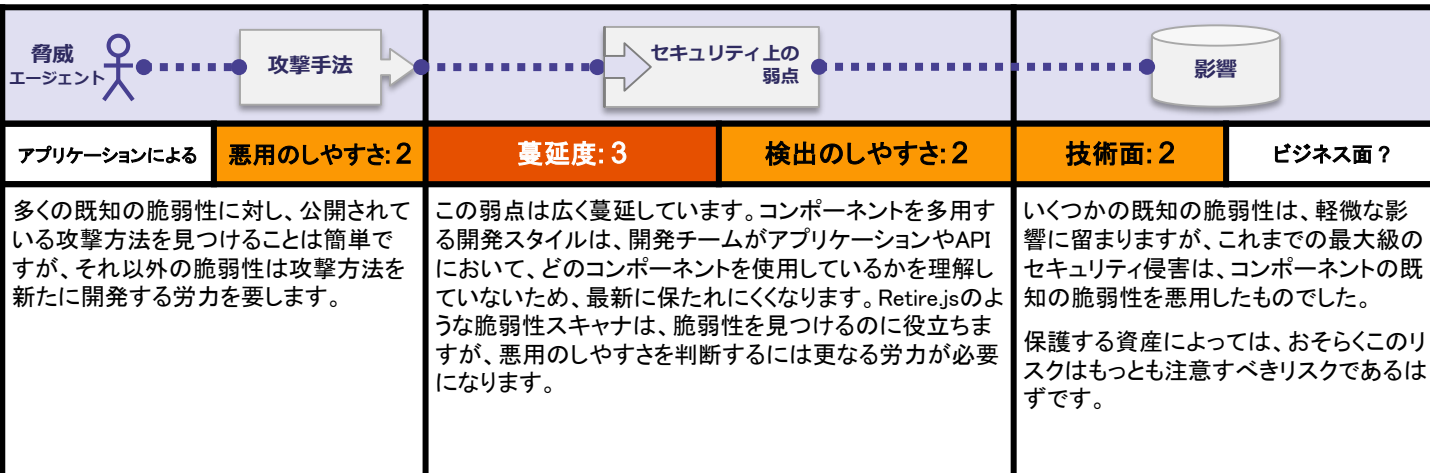 脅威
エージェント
攻撃手法
セキュリティ上の
弱点
影響
アプリケーションによる
悪用のしやすさ: 2
蔓延度: 3
検出のしやすさ: 2
技術面: 2
ビジネス面 ?
多くの既知の脆弱性に対し、公開されて
いる攻撃方法を見つけることは簡単で
すが、それ以外の脆弱性は攻撃方法を
新たに開発する労力を要します。
この弱点は広く蔓延しています。コンポーネントを多用す
る開発スタイルは、開発チームがアプリケーションやAPI
において、どのコンポーネントを使用しているかを理解し
ていないため、最新に保たれにくくなります。Retire.jsのよ
うな脆弱性スキャナは、脆弱性を見つけるのに役立ちま
すが、悪用のしやすさを判断するには更なる労力が必要
になります。
いくつかの既知の脆弱性は、軽微な影
響に留まりますが、これまでの最大級の
セキュリティ侵害は、コンポーネントの既
知の脆弱性を悪用したものでした。
保護する資産によっては、おそらくこのリ
スクはもっとも注意すべきリスクであるは
ずです。